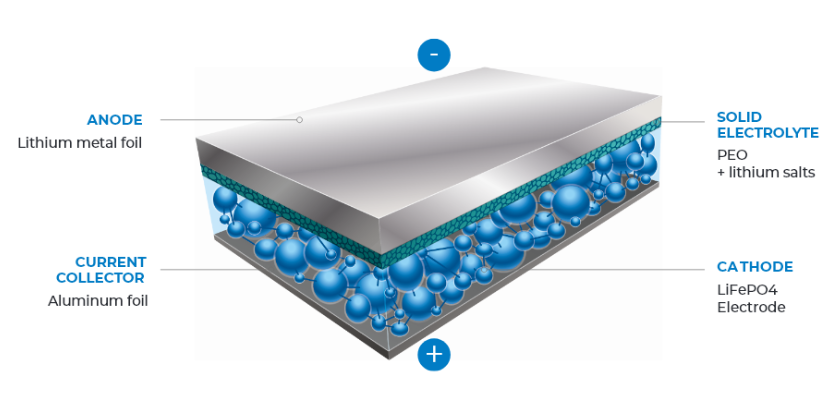 -
ANODE
Lithium metal foil
SOLID
ELECTROLYTE
PEO
+ lithium salts
CURRENT
COLLECTOR
Aluminum foil
CATHODE
LiFePO4
Electrode
+